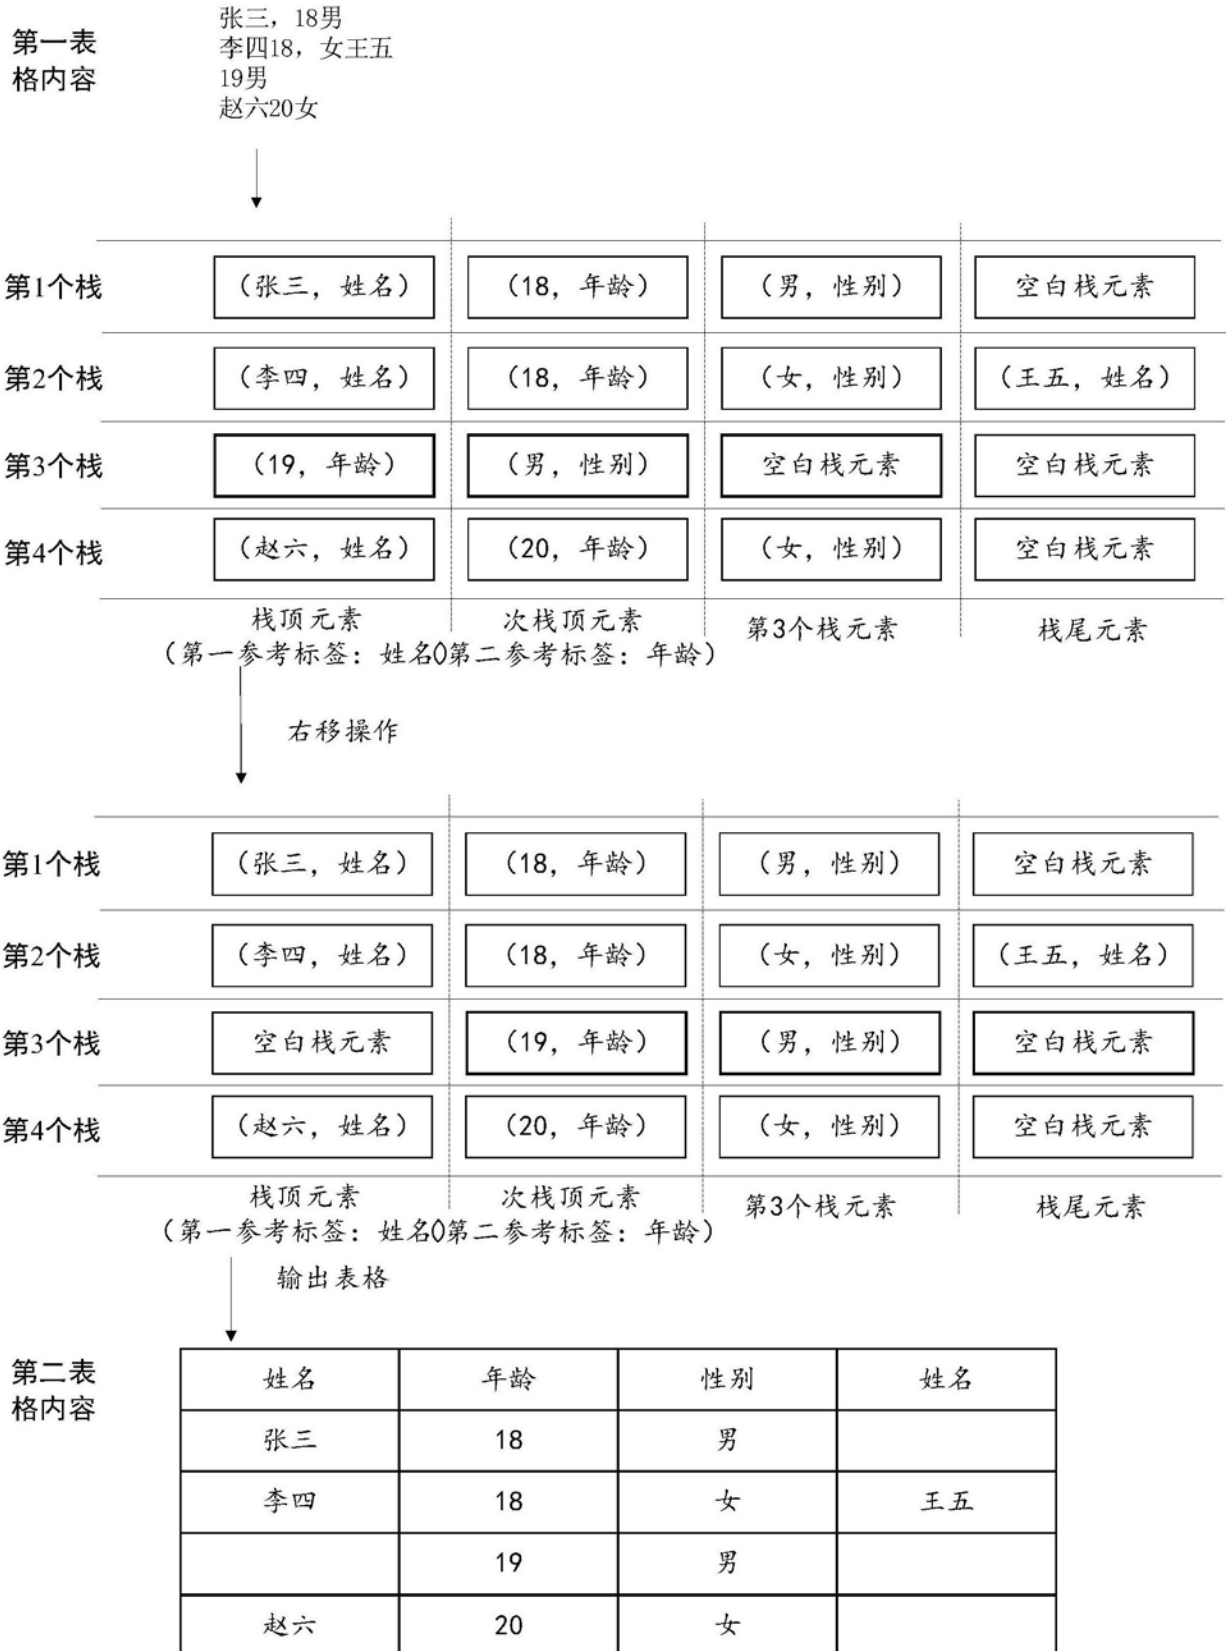 第一表
格内容
张三，18男
李四18，女王五
19男
赵六20女
第1个栈 （张三，姓名） （18，年龄） （男，性别） 空白栈元素
第2个栈 （李四，姓名） （18，年龄） （女，性别） （王五，姓名）
第3个栈 （19，年龄） （男，性别） 空白栈元素 空白栈元素
第4个栈 （赵六，姓名） （20，年龄） （女，性别） 空白栈元素
栈顶元素 次栈顶元素 第3个栈元素 栈尾元素
（第一参考标签：姓名()第二参考标签：年龄）
右移操作
第1个栈 （张三，姓名） （18，年龄） （男，性别） 空白栈元素
第2个栈 （李四，姓名） （18，年龄） （女，性别） （王五，姓名）
第3个栈 空白栈元素 （19，年龄） （男，性别） 空白栈元素
第4个栈 （赵六，姓名） （20，年龄） （女，性别） 空白栈元素
栈顶元素 次栈顶元素 第3个栈元素 栈尾元素
（第一参考标签：姓名()第二参考标签：年龄）
输出表格
第二表
格内容
姓名 年龄 性别 姓名
张三 18 男
李四 18 女 王五
19 男
赵六 20 女